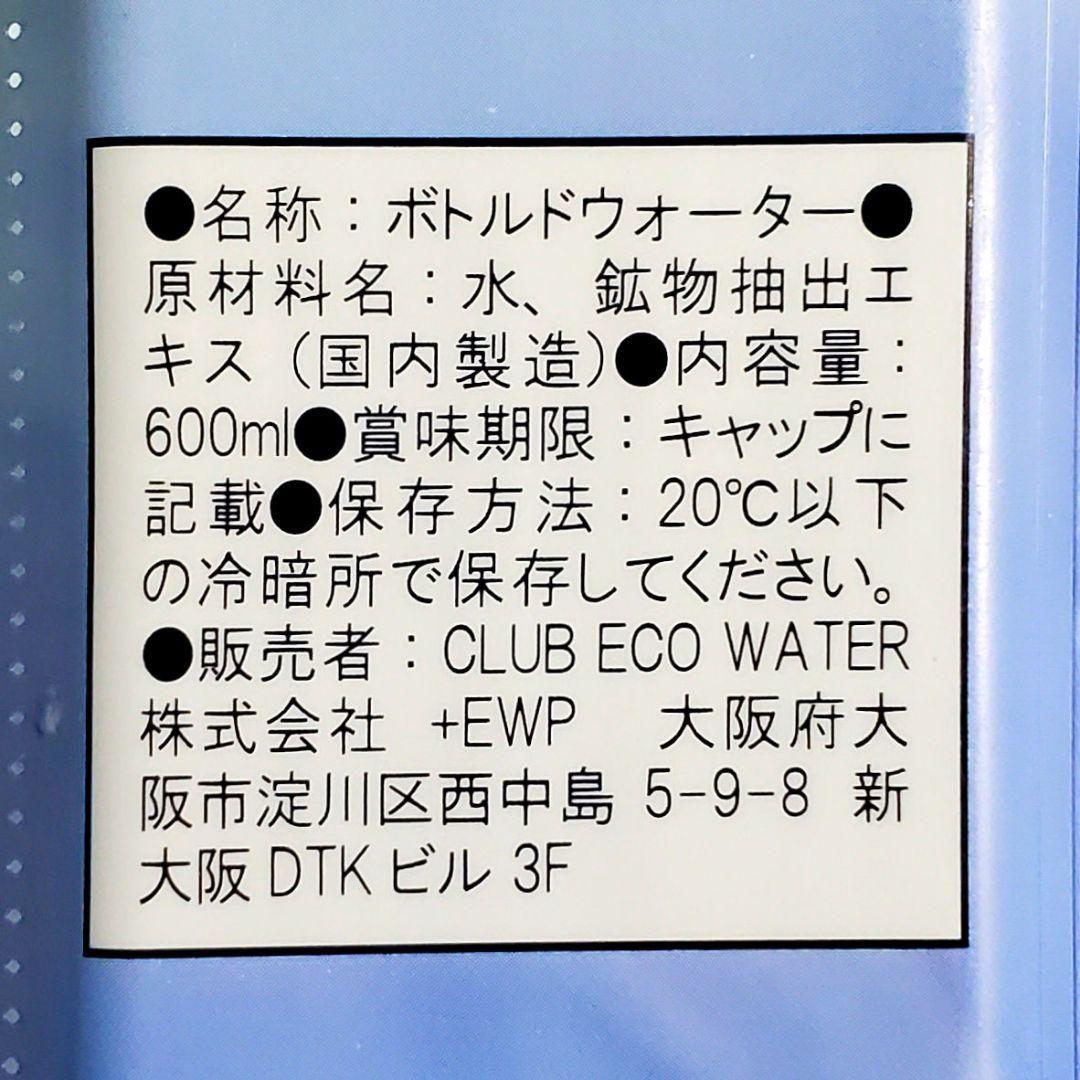 ●名称：ボトルドウォーター●
原材料名：水、鉱物抽出エ
キス（国内製造）●内容量：
600ml●賞味期限：キャップに
記載●保存方法：20℃以下
の冷暗所で保存してください。
●販売者：CLUB ECO WATER
株式会社 +EWP 大阪府大
阪市淀川区西中島 5-9-8 新
大阪 DTK ビル 3F